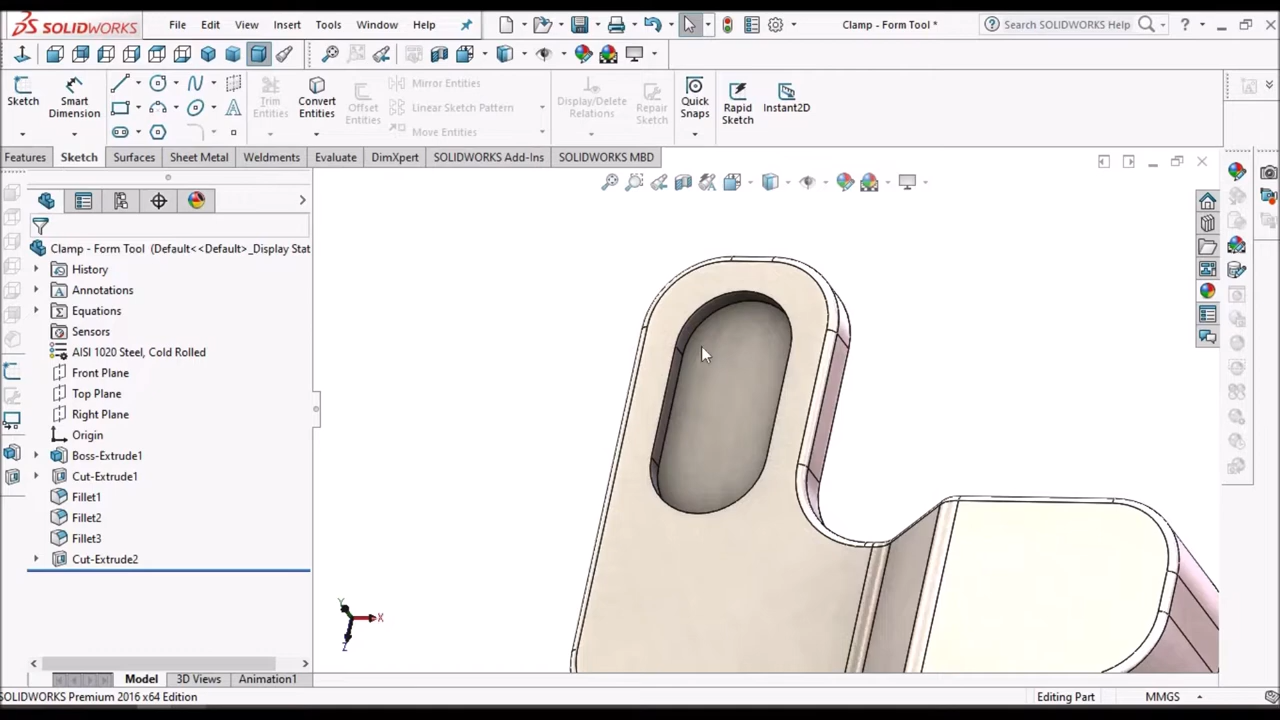 SOLIDWORKS File Edit View Insert Tools Window Help Clamp - Form Tool * Search SOLIDWORKS Help ?
Sketch
Smart Dimension
Trim Entities
Convert Entities
Offset Entities
Mirror Entities
Linear Sketch Pattern
Move Entities
Display/Delete Relations
Repair Sketch
Quick Snaps
Rapid Sketch
Instant2D
Features Sketch Surfaces Sheet Metal Weldments Evaluate DimXpert SOLIDWORKS Add-Ins SOLIDWORKS MBD
Clamp - Form Tool (Default<<Default>_Display Stat
History
Annotations
Equations
Sensors
AISI 1020 Steel, Cold Rolled
Front Plane
Top Plane
Right Plane
Origin
Boss-Extrude1
Cut-Extrude1
Fillet1
Fillet2
Fillet3
Cut-Extrude2
Y
X
Z
Model 3D Views Animation1
SOLIDWORKS Premium 2016 x64 Edition Editing Part MMGS